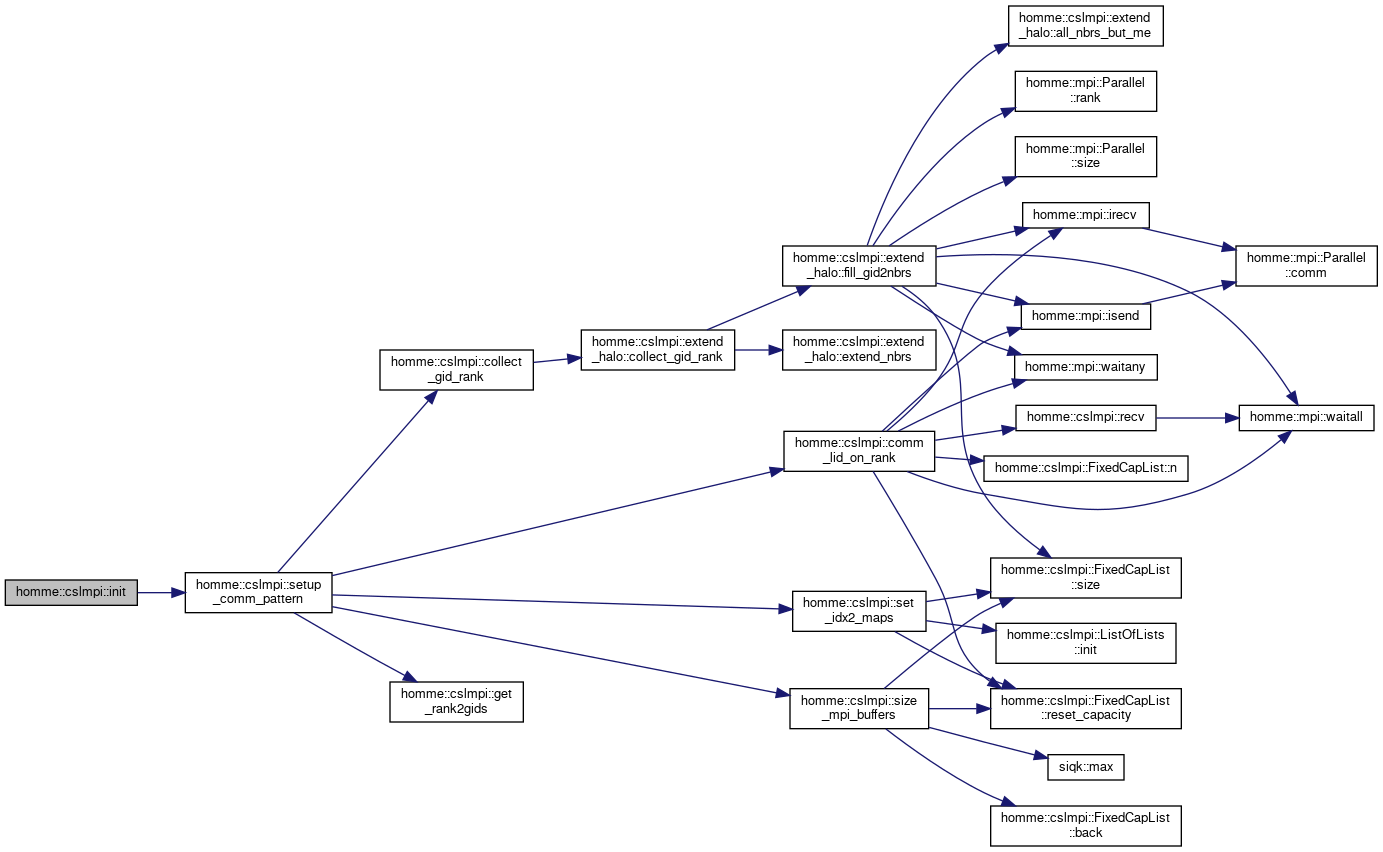 homme::cslmpi::init
homme::cslmpi::setup
_comm_pattern
homme::cslmpi::collect
_gid_rank
homme::cslmpi::get
_rank2gids
homme::cslmpi::extend
_halo::collect_gid_rank
homme::cslmpi::extend
_halo::fill_gid2nbrs
homme::cslmpi::extend
_halo::extend_nbrs
homme::cslmpi::comm
_lid_on_rank
homme::cslmpi::set
_idx2_maps
homme::cslmpi::size
_mpi_buffers
homme::cslmpi::extend
_halo::all_nbrs_but_me
homme::mpi::Parallel
::rank
homme::mpi::Parallel
::size
homme::mpi::irecv
homme::mpi::isend
homme::mpi::waitany
homme::cslmpi::recv
homme::cslmpi::FixedCapList::n
homme::cslmpi::FixedCapList
::size
homme::cslmpi::ListOfLists
::init
homme::cslmpi::FixedCapList
::reset_capacity
siqk::max
homme::cslmpi::FixedCapList
::back
homme::mpi::Parallel
::comm
homme::mpi::waitall